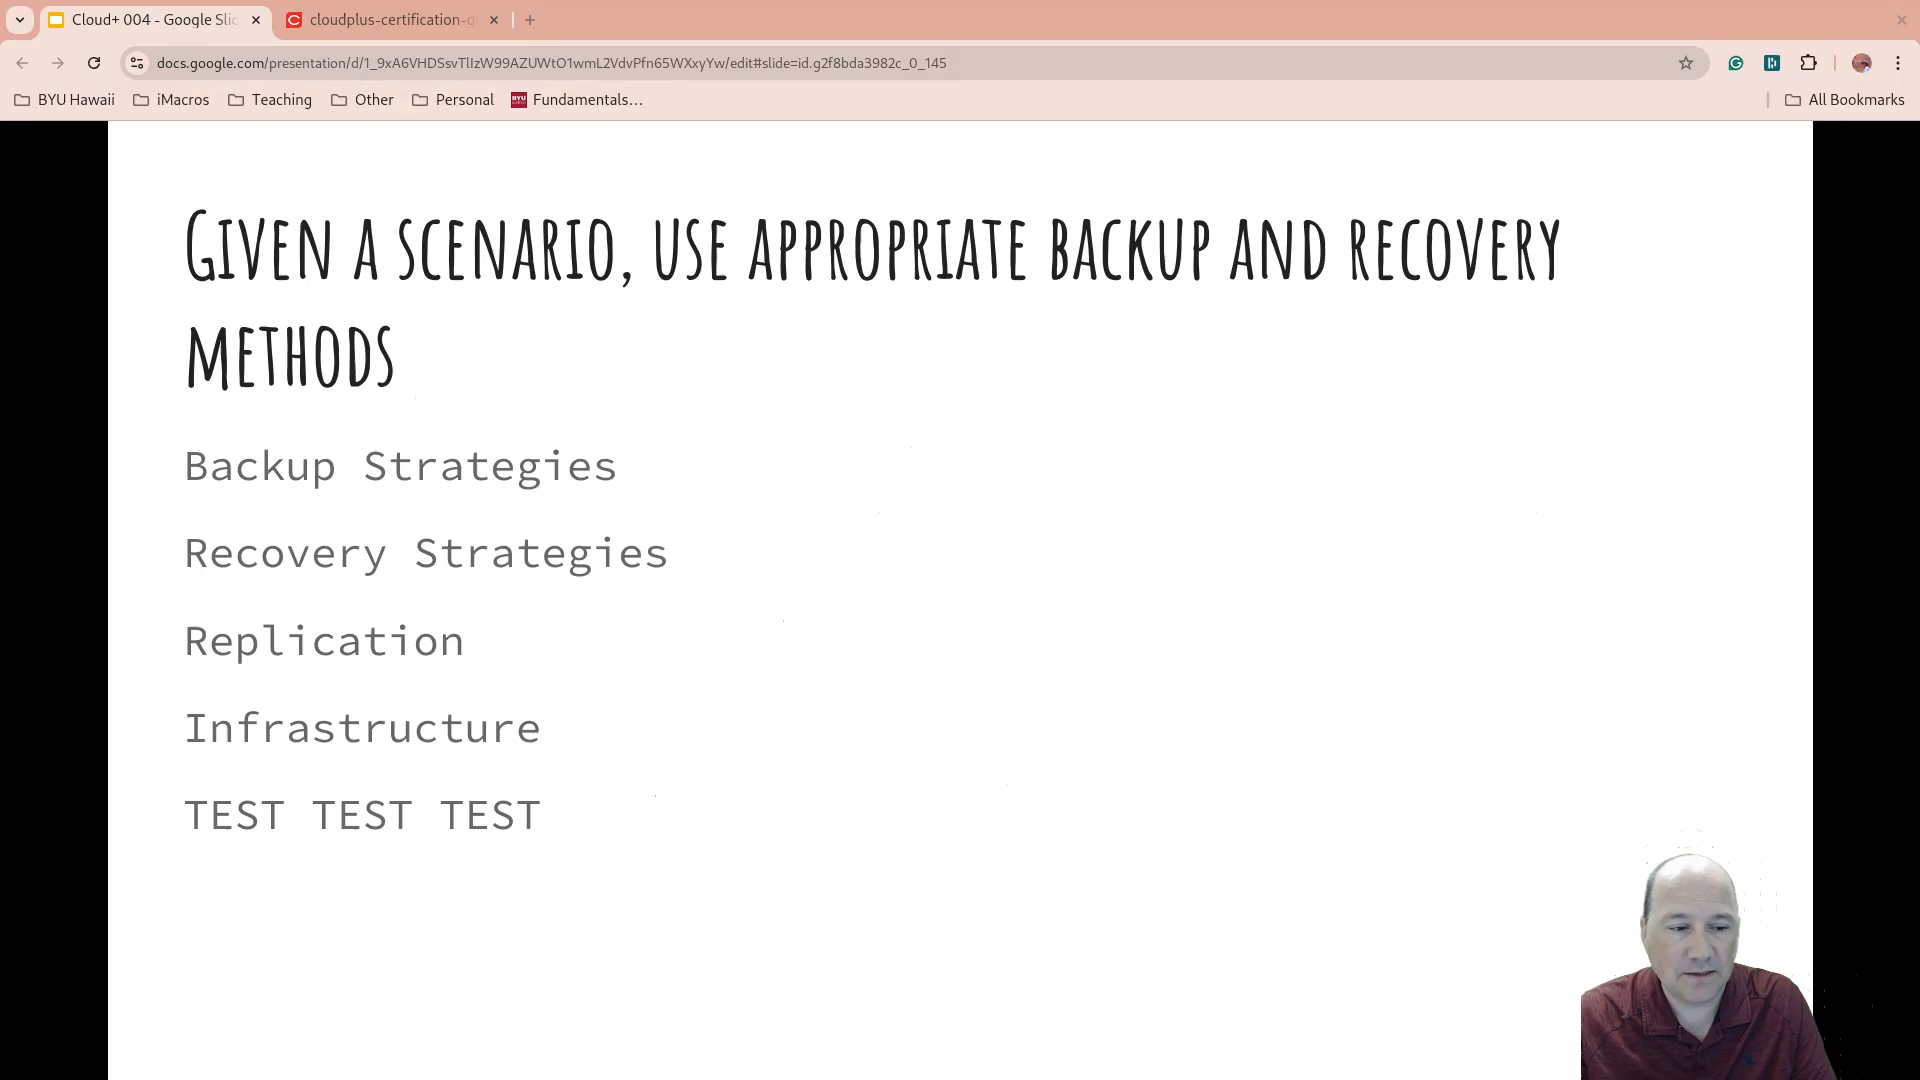 Cloud+ 004 - Google Slid
cloudplus-certification-
docs.google.com/presentation/d/1_9xA6VHDSsvTlIzW99AZUWtO1wmL2VdvPfn65WXxyYw/edit#slide=id.g2f8bda3982c_0_145
BYU Hawaii
iMacros
Teaching
Other
Personal
BYU
Fundamentals...
All Bookmarks
GIVEN A SCENARIO, USE APPROPRIATE BACKUP AND RECOVERY
METHODS
Backup Strategies
Recovery Strategies
Replication
Infrastructure
TEST TEST TEST